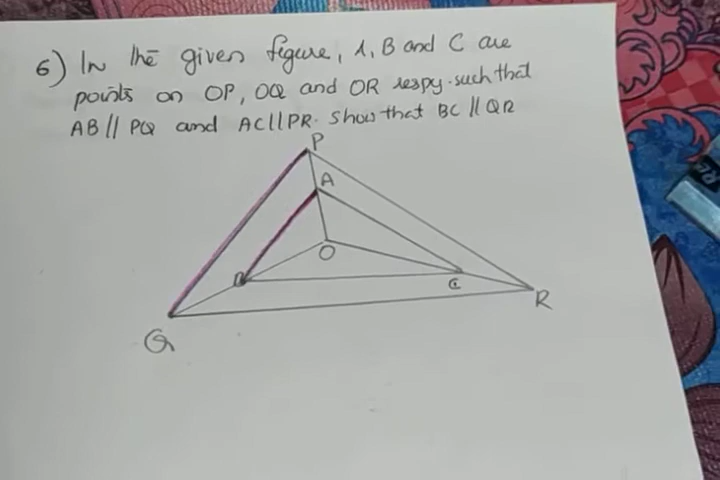 6) In the given figure, A, B and C are
points on OP, OQ and OR respy. such that
AB // PQ and AC//PR. Show that BC // QR
P
A
O
B
C
R
Q